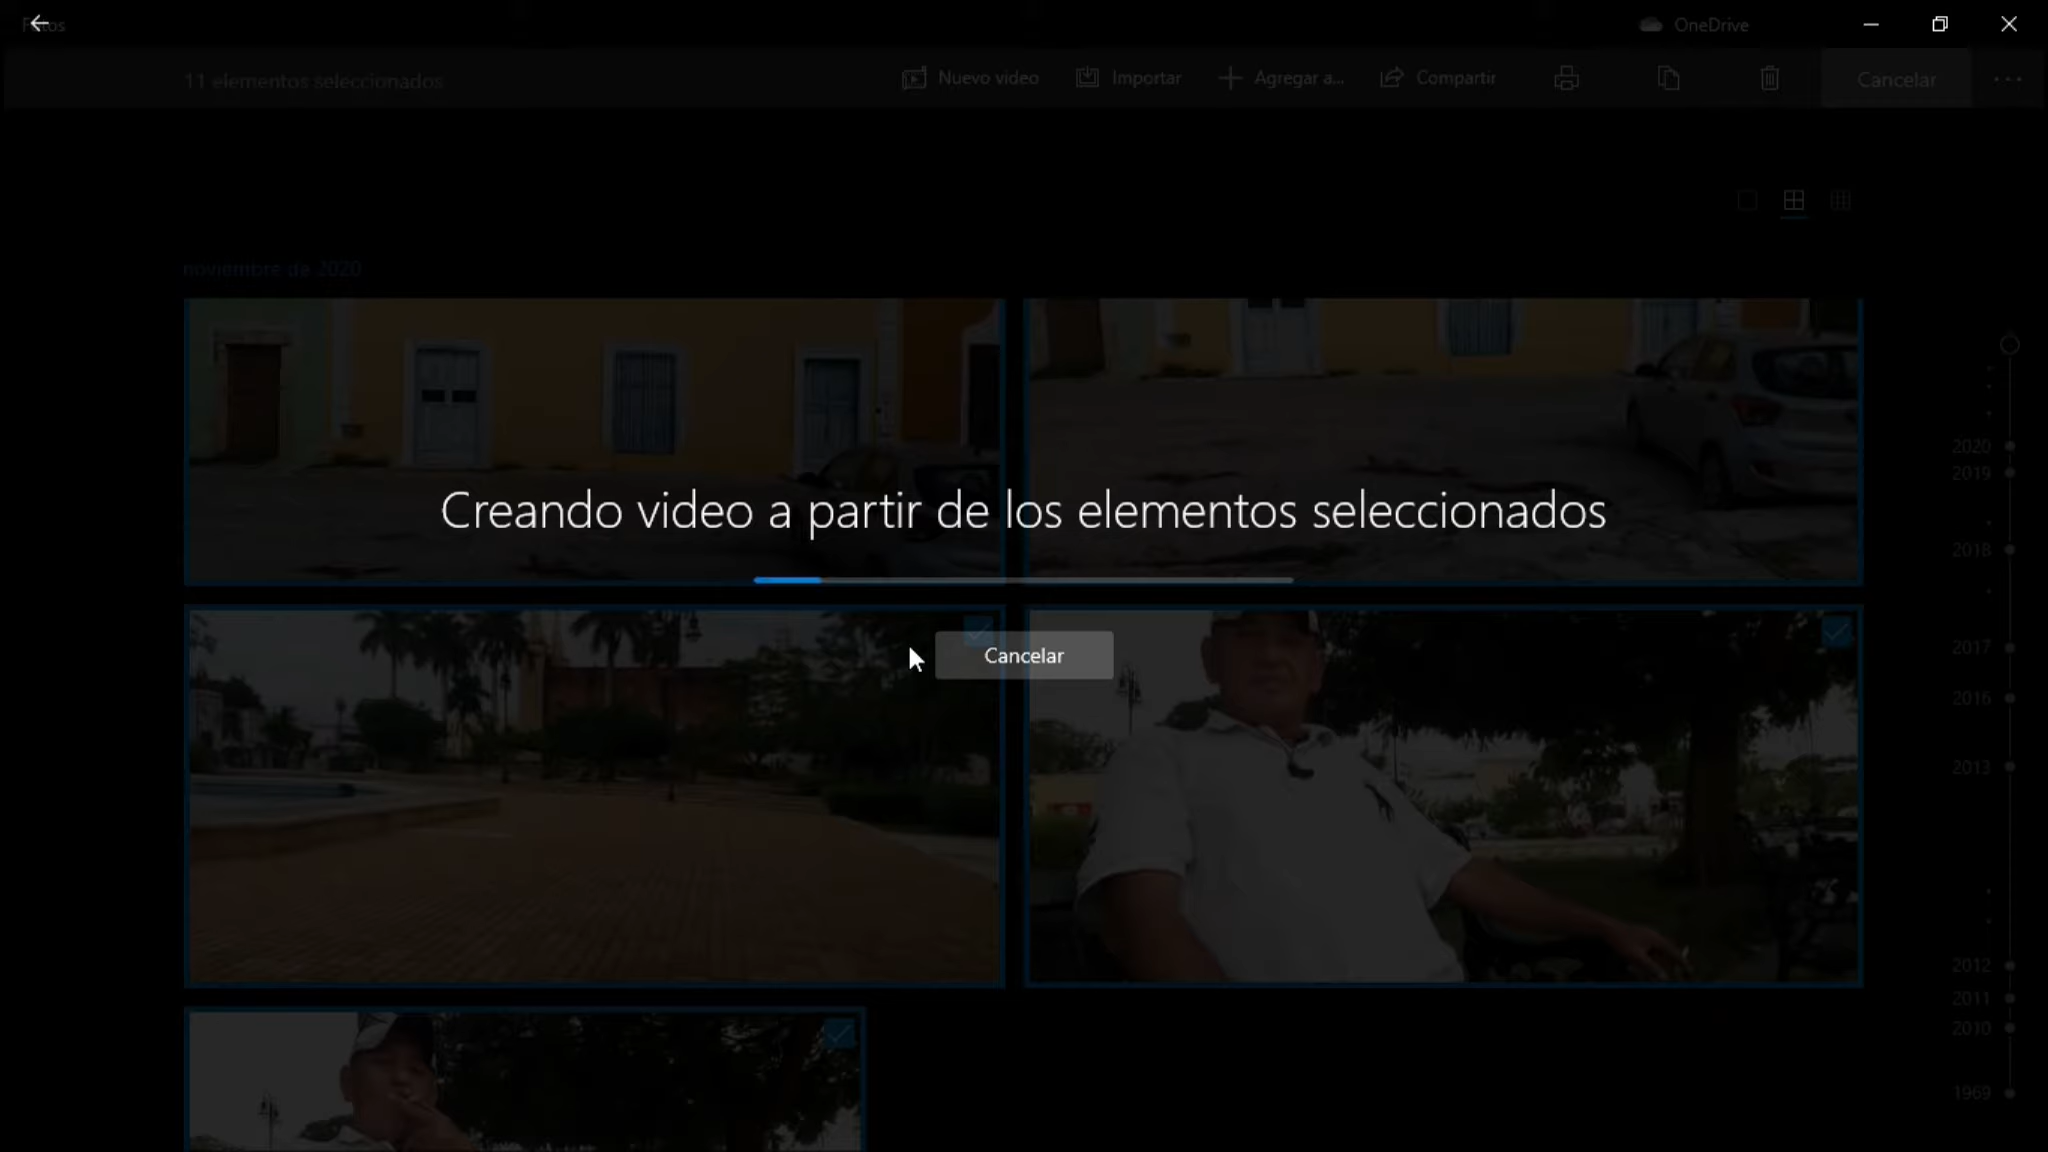 Fotos
OneDrive
11 elementos seleccionados
Nuevo video
Importar
Agregar a...
Compartir
Cancelar
noviembre de 2020
Creando video a partir de los elementos seleccionados
Cancelar
2020
2019
2018
2017
2016
2013
2012
2011
2010
1969